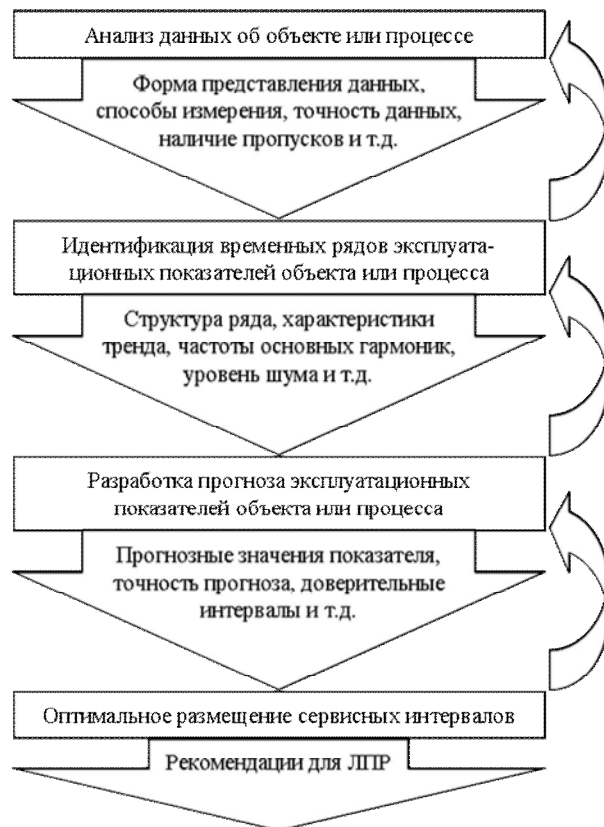 Анализ данных об объекте или процессе
Форма представления данных,
способы измерения, точность данных,
наличие пропусков и т.д.
Идентификация временных рядов эксплуата-
ционных показателей объекта или процесса
Структура ряда, характеристики
тренда, частоты основных гармоник,
уровень шума и т.д.
Разработка прогноза эксплуатационных
показателей объекта или процесса
Прогнозные значения показателя,
точность прогноза, доверительные
интервалы и т.д.
Оптимальное размещение сервисных интервалов
Рекомендации для ЛПР